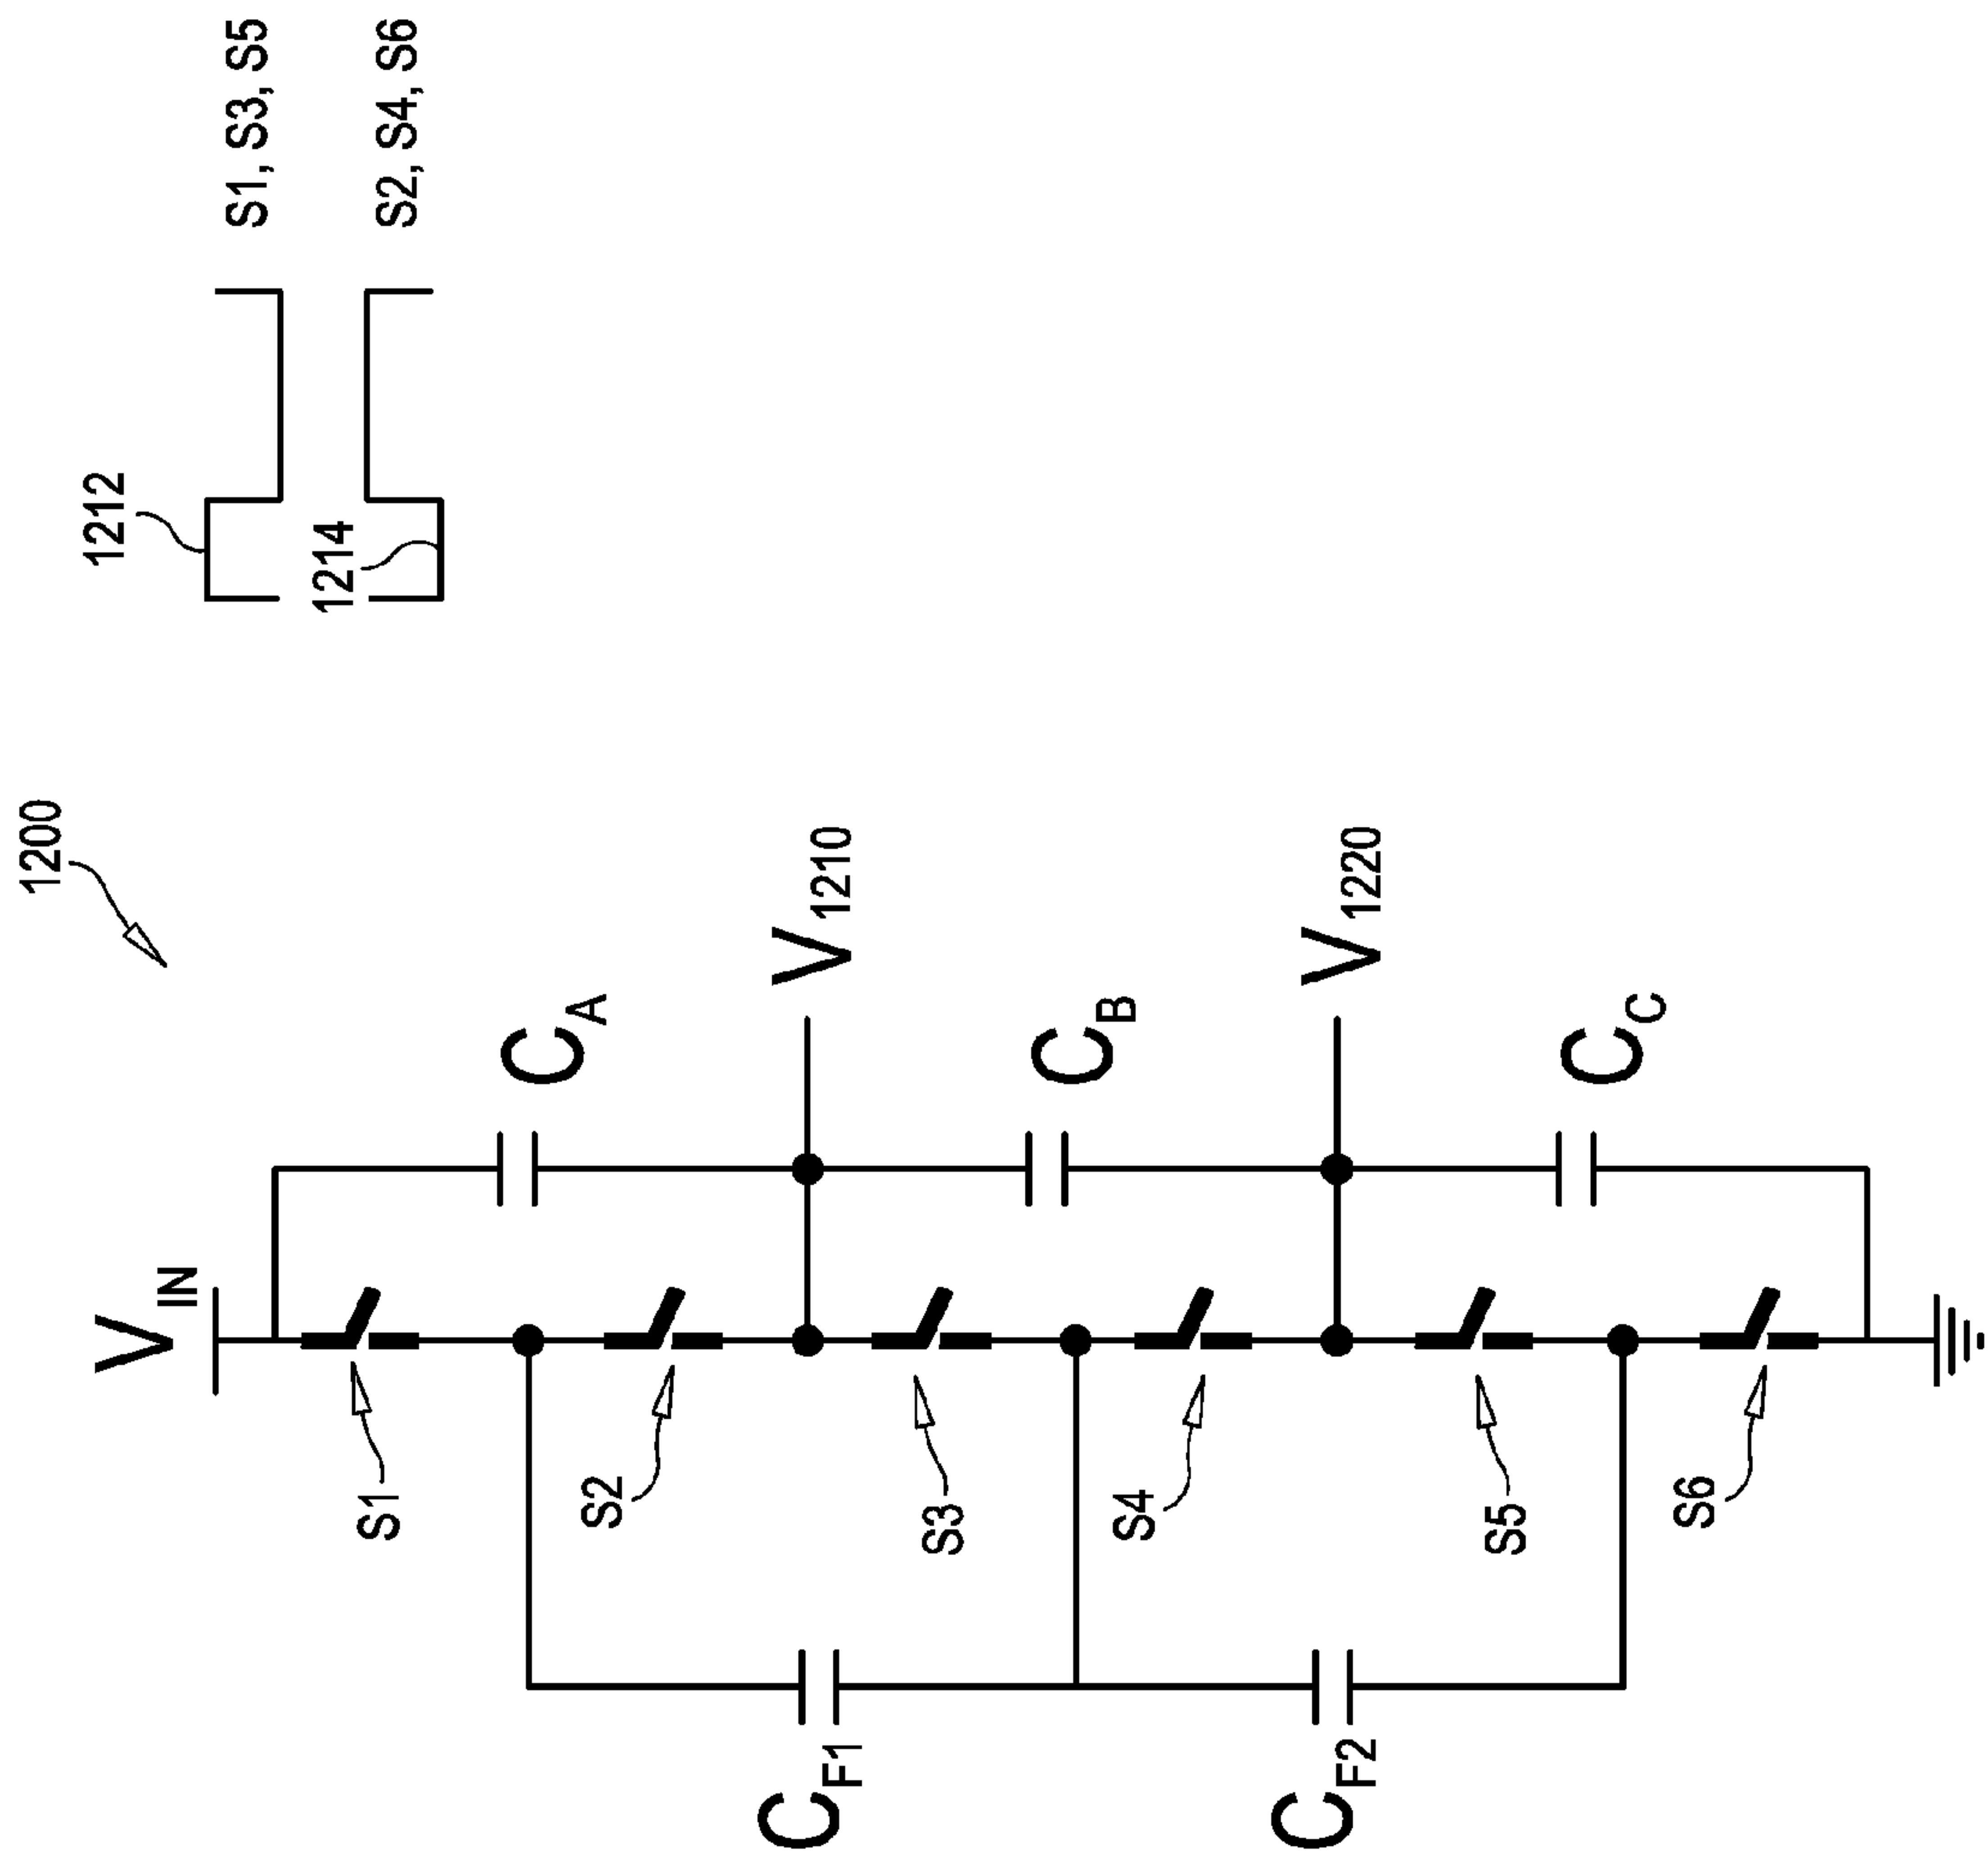 1200
V_IN
S1
S2
S3
S4
S5
S6
C_F1
C_F2
C_A
C_B
C_C
V_1210
V_1220
1212
1214
S1, S3, S5
S2, S4, S6